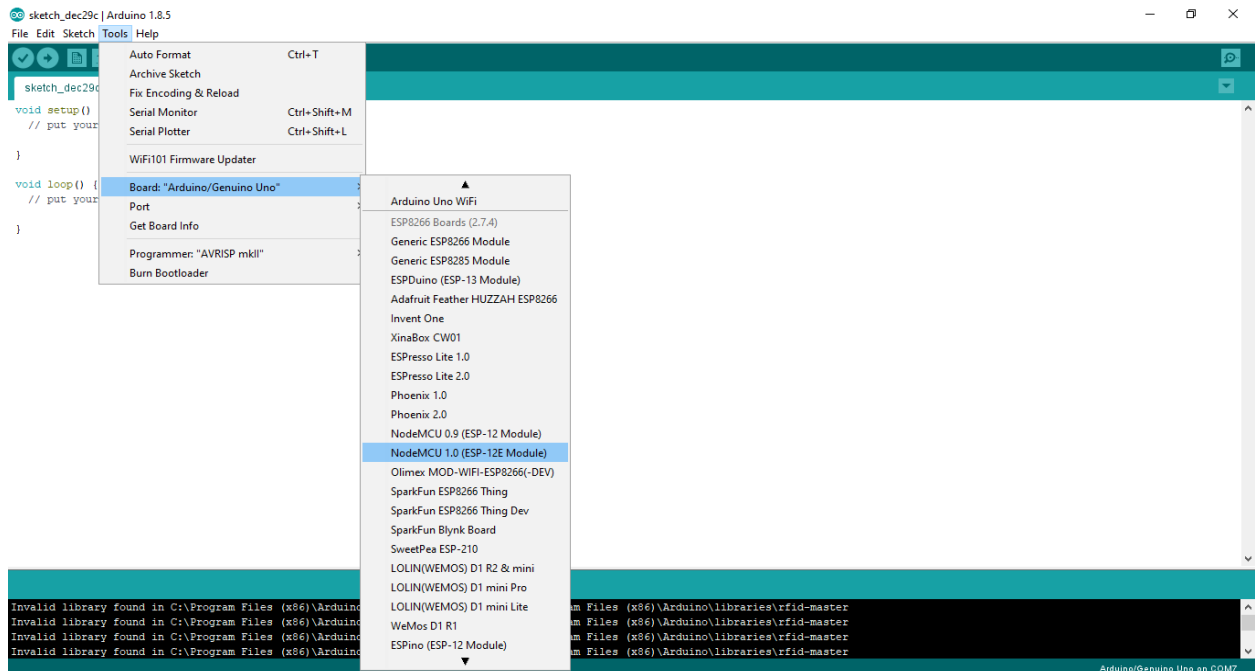 sketch_dec29c | Arduino 1.8.5
File Edit Sketch Tools Help
sketch_dec29c
void setup()
// put your
}
void loop() {
// put your
}
Auto Format Ctrl+T
Archive Sketch
Fix Encoding & Reload
Serial Monitor Ctrl+Shift+M
Serial Plotter Ctrl+Shift+L
WiFi101 Firmware Updater
Board: "Arduino/Genuino Uno"
Port
Get Board Info
Programmer: "AVRISP mkII"
Burn Bootloader
Arduino Uno WiFi
ESP8266 Boards (2.7.4)
Generic ESP8266 Module
Generic ESP8285 Module
ESPDuino (ESP-13 Module)
Adafruit Feather HUZZAH ESP8266
Invent One
XinaBox CW01
ESPresso Lite 1.0
ESPresso Lite 2.0
Phoenix 1.0
Phoenix 2.0
NodeMCU 0.9 (ESP-12 Module)
NodeMCU 1.0 (ESP-12E Module)
Olimex MOD-WIFI-ESP8266(-DEV)
SparkFun ESP8266 Thing
SparkFun ESP8266 Thing Dev
SparkFun Blynk Board
SweetPea ESP-210
LOLIN(WEMOS) D1 R2 & mini
LOLIN(WEMOS) D1 mini Pro
LOLIN(WEMOS) D1 mini Lite
WeMos D1 R1
ESPino (ESP-12 Module)
Invalid library found in C:\Program Files (x86)\Arduino m Files (x86)\Arduino\libraries\rfid-master
Invalid library found in C:\Program Files (x86)\Arduino m Files (x86)\Arduino\libraries\rfid-master
Invalid library found in C:\Program Files (x86)\Arduino m Files (x86)\Arduino\libraries\rfid-master
Invalid library found in C:\Program Files (x86)\Arduino m Files (x86)\Arduino\libraries\rfid-master
Arduino/Genuino Uno on COM7